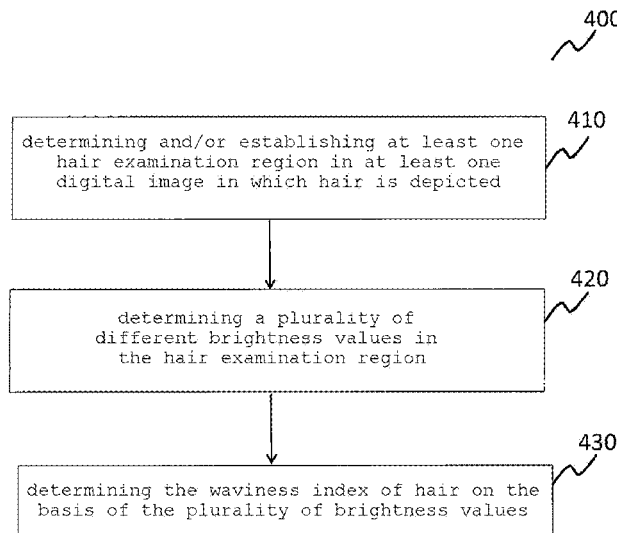 400
410
determining and/or establishing at least one
hair examination region in at least one
digital image in which hair is depicted
420
determining a plurality of
different brightness values in
the hair examination region
430
determining the waviness index of hair on the
basis of the plurality of brightness values